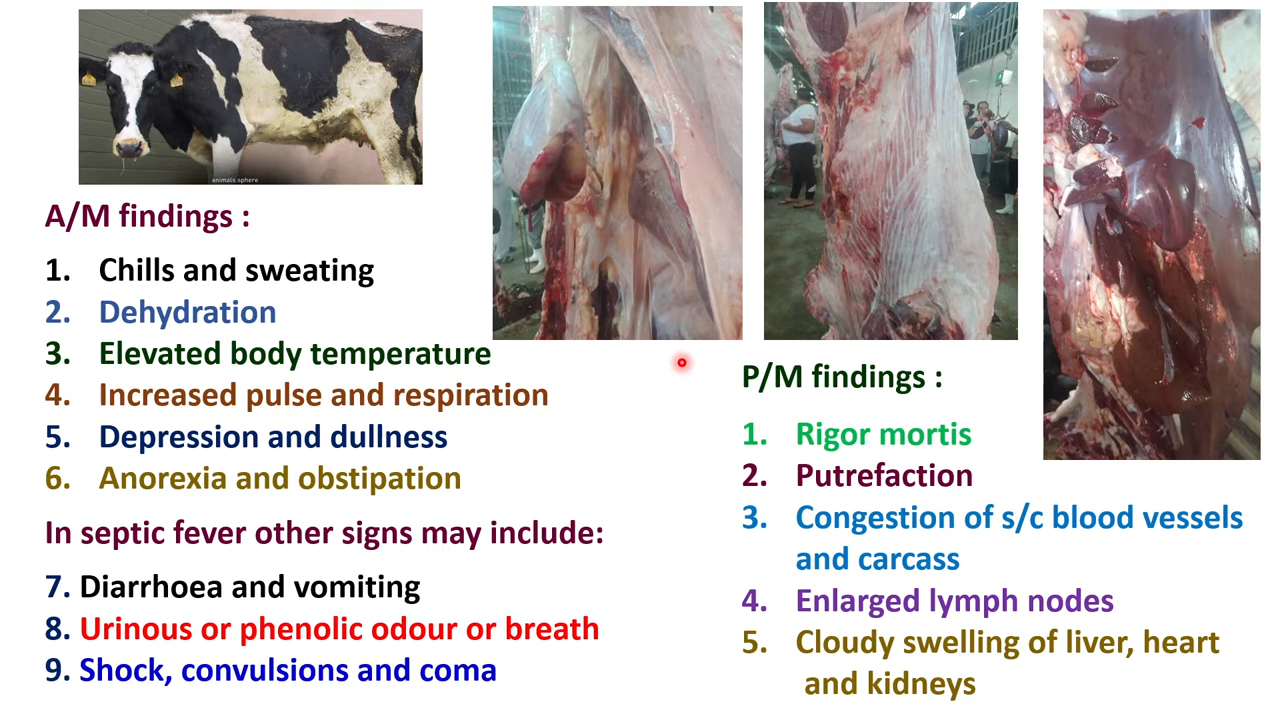 animals sphere
A/M findings :
1. Chills and sweating
2. Dehydration
3. Elevated body temperature
4. Increased pulse and respiration
5. Depression and dullness
6. Anorexia and obstipation
In septic fever other signs may include:
7. Diarrhoea and vomiting
8. Urinous or phenolic odour or breath
9. Shock, convulsions and coma
P/M findings :
1. Rigor mortis
2. Putrefaction
3. Congestion of s/c blood vessels
and carcass
4. Enlarged lymph nodes
5. Cloudy swelling of liver, heart
and kidneys